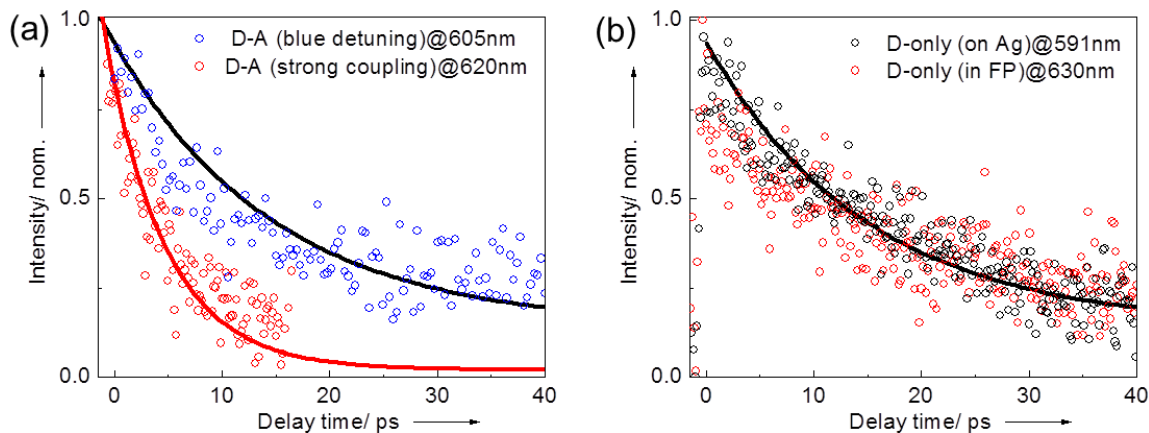 (a)
D-A (blue detuning)@605nm
D-A (strong coupling)@620nm
Intensity/ nom.
1.0
0.5
0.0
0
10
20
30
40
Delay time/ ps
(b)
D-only (on Ag)@591nm
D-only (in FP)@630nm
Intensity/ nom.
1.0
0.5
0.0
0
10
20
30
40
Delay time/ ps